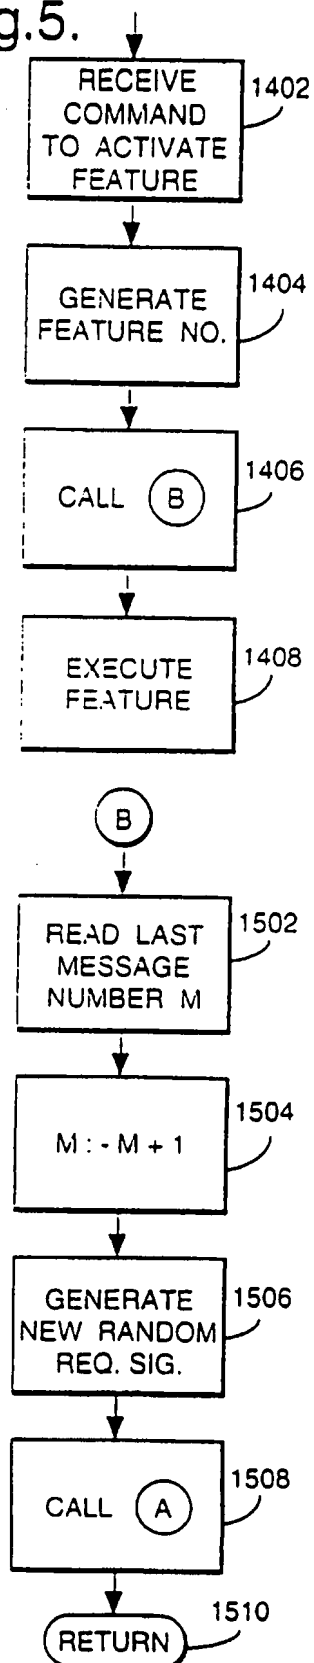 g.5.
RECEIVE
COMMAND
TO ACTIVATE
FEATURE
1402
GENERATE
FEATURE NO.
1404
CALL B
1406
EXECUTE
FEATURE
1408
B
READ LAST
MESSAGE
NUMBER M
1502
M : - M + 1
1504
GENERATE
NEW RANDOM
REQ. SIG.
1506
CALL A
1508
RETURN
1510